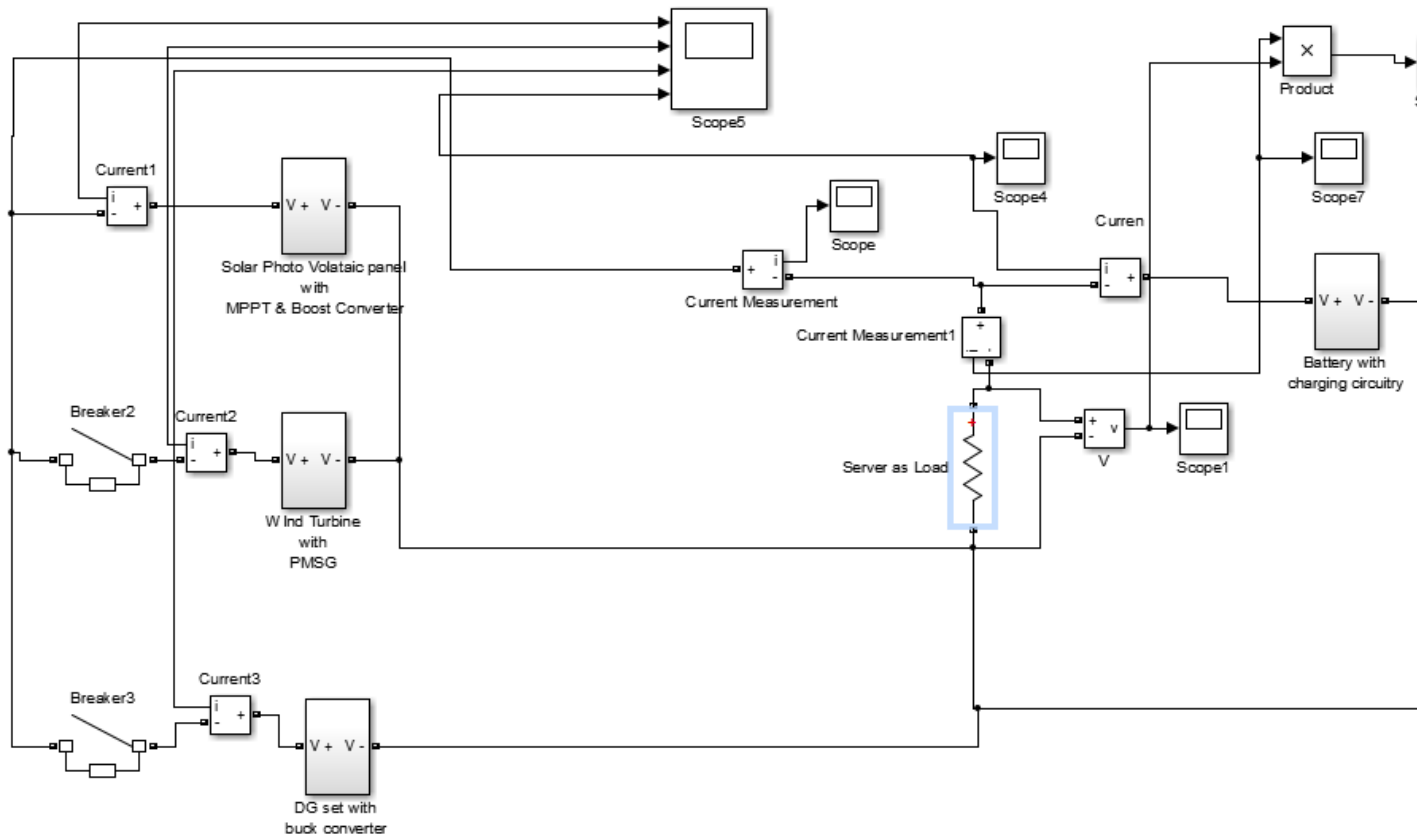 Scope5
×
Product
Current1
i
-
+
V + V -
Solar Photo Volataic panel
with
MPPT & Boost Converter
Scope4
Scope
Scope7
Curren
+
i
-
Current Measurement
i
-
+
V + V -
Battery with
charging circuitry
Current Measurement1
+
-
Breaker2
Current2
i
-
+
V + V -
WInd Turbine
with
PMSG
Server as Load
+
+
-
v
V
Scope1
Breaker3
Current3
i
-
+
V + V -
DG set with
buck converter